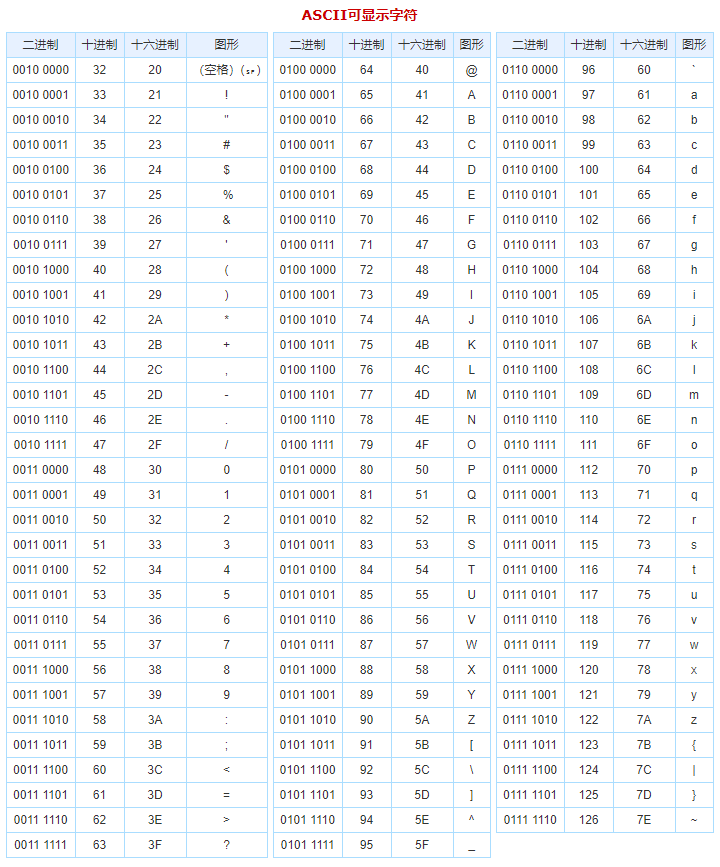 ASCII可显示字符
二进制 十进制 十六进制 图形 二进制 十进制 十六进制 图形 二进制 十进制 十六进制 图形
0010 0000 32 20 （空格）(␠) 0100 0000 64 40 @ 0110 0000 96 60 `
0010 0001 33 21 ! 0100 0001 65 41 A 0110 0001 97 61 a
0010 0010 34 22 " 0100 0010 66 42 B 0110 0010 98 62 b
0010 0011 35 23 # 0100 0011 67 43 C 0110 0011 99 63 c
0010 0100 36 24 $ 0100 0100 68 44 D 0110 0100 100 64 d
0010 0101 37 25 % 0100 0101 69 45 E 0110 0101 101 65 e
0010 0110 38 26 & 0100 0110 70 46 F 0110 0110 102 66 f
0010 0111 39 27 ' 0100 0111 71 47 G 0110 0111 103 67 g
0010 1000 40 28 ( 0100 1000 72 48 H 0110 1000 104 68 h
0010 1001 41 29 ) 0100 1001 73 49 I 0110 1001 105 69 i
0010 1010 42 2A * 0100 1010 74 4A J 0110 1010 106 6A j
0010 1011 43 2B + 0100 1011 75 4B K 0110 1011 107 6B k
0010 1100 44 2C , 0100 1100 76 4C L 0110 1100 108 6C l
0010 1101 45 2D - 0100 1101 77 4D M 0110 1101 109 6D m
0010 1110 46 2E . 0100 1110 78 4E N 0110 1110 110 6E n
0010 1111 47 2F / 0100 1111 79 4F O 0110 1111 111 6F o
0011 0000 48 30 0 0101 0000 80 50 P 0111 0000 112 70 p
0011 0001 49 31 1 0101 0001 81 51 Q 0111 0001 113 71 q
0011 0010 50 32 2 0101 0010 82 52 R 0111 0010 114 72 r
0011 0011 51 33 3 0101 0011 83 53 S 0111 0011 115 73 s
0011 0100 52 34 4 0101 0100 84 54 T 0111 0100 116 74 t
0011 0101 53 35 5 0101 0101 85 55 U 0111 0101 117 75 u
0011 0110 54 36 6 0101 0110 86 56 V 0111 0110 118 76 v
0011 0111 55 37 7 0101 0111 87 57 W 0111 0111 119 77 w
0011 1000 56 38 8 0101 1000 88 58 X 0111 1000 120 78 x
0011 1001 57 39 9 0101 1001 89 59 Y 0111 1001 121 79 y
0011 1010 58 3A : 0101 1010 90 5A Z 0111 1010 122 7A z
0011 1011 59 3B ; 0101 1011 91 5B [ 0111 1011 123 7B {
0011 1100 60 3C < 0101 1100 92 5C \ 0111 1100 124 7C |
0011 1101 61 3D = 0101 1101 93 5D ] 0111 1101 125 7D }
0011 1110 62 3E > 0101 1110 94 5E ^ 0111 1110 126 7E ~
0011 1111 63 3F ? 0101 1111 95 5F _